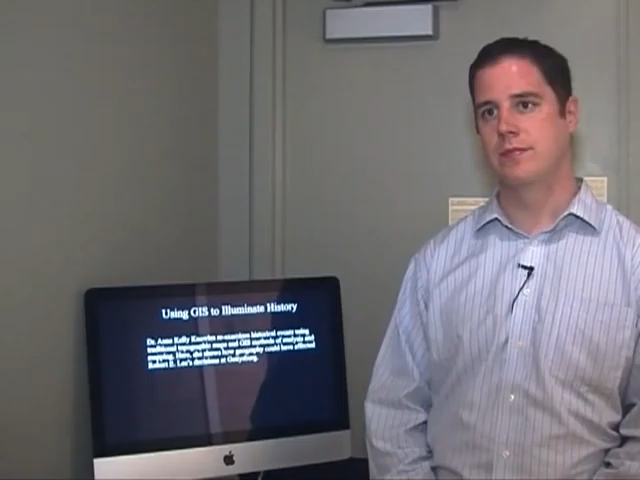 Using GIS to Illuminate History
Dr. Anne Kelly Knowles re-examines historical events using
traditional topographic maps and GIS methods of analysis and
mapping. Here, she shows how geography could have affected
Robert E. Lee's decisions at Gettysburg.